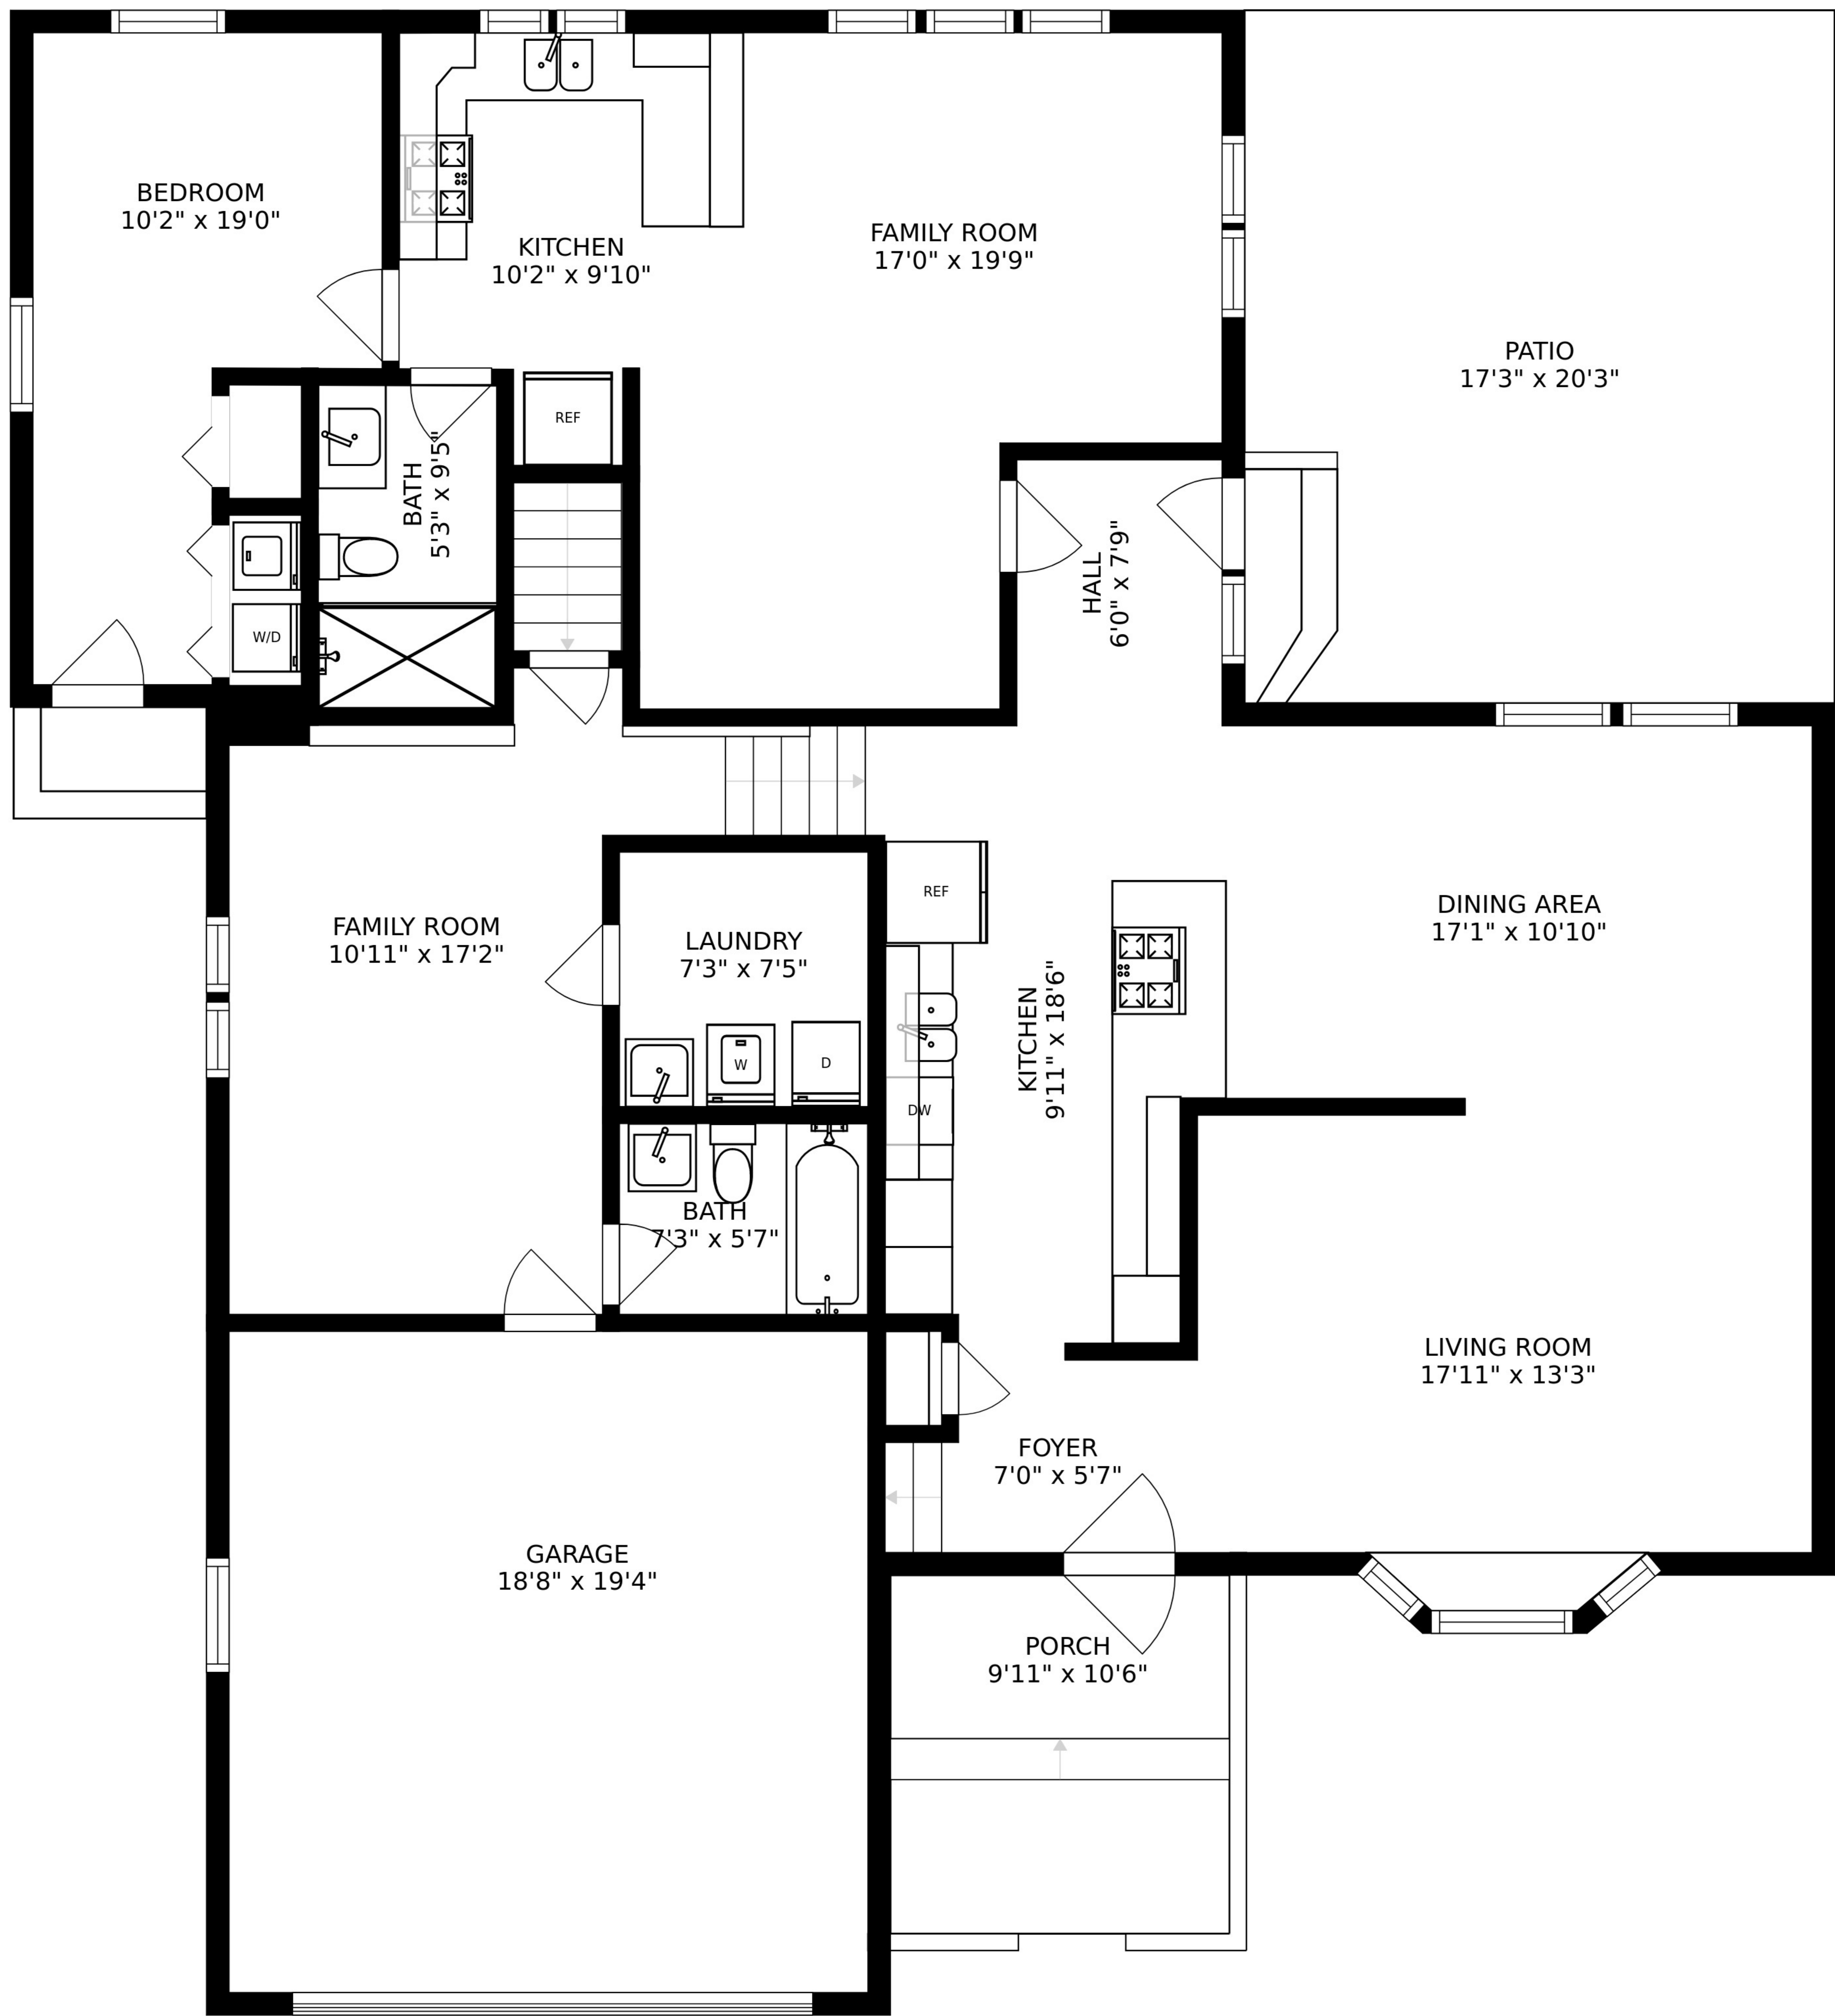 BEDROOM
10'2" x 19'0"
KITCHEN
10'2" x 9'10"
FAMILY ROOM
17'0" x 19'9"
PATIO
17'3" x 20'3"
REF
BATH
5'3" x 9'5"
HALL
6'0" x 7'9"
W/D
FAMILY ROOM
10'11" x 17'2"
LAUNDRY
7'3" x 7'5"
REF
DINING AREA
17'1" x 10'10"
KITCHEN
9'11" x 18'6"
W
D
DW
BATH
7'3" x 5'7"
LIVING ROOM
17'11" x 13'3"
FOYER
7'0" x 5'7"
GARAGE
18'8" x 19'4"
PORCH
9'11" x 10'6"